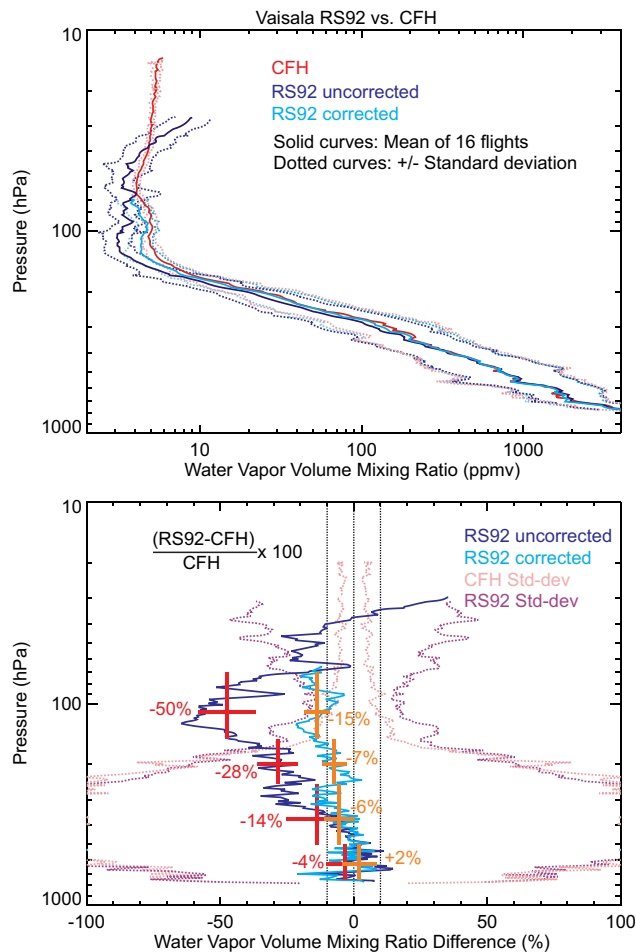 Vaisala RS92 vs. CFH
10
100
1000
Pressure (hPa)
CFH
RS92 uncorrected
RS92 corrected
Solid curves: Mean of 16 flights
Dotted curves: +/- Standard deviation
10
100
1000
Water Vapor Volume Mixing Ratio (ppmv)
10
100
1000
Pressure (hPa)
(RS92-CFH)
CFH
x 100
RS92 uncorrected
RS92 corrected
CFH Std-dev
RS92 Std-dev
-50%
-15%
-28%
-7%
-14%
-6%
-4%
+2%
-100
-50
0
50
100
Water Vapor Volume Mixing Ratio Difference (%)